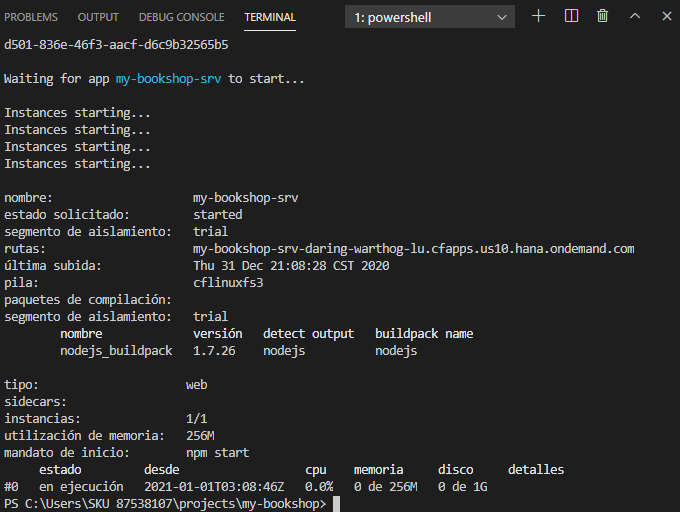 PROBLEMS OUTPUT DEBUG CONSOLE TERMINAL 1: powershell
d501-836e-46f3-aacf-d6c9b32565b5
Waiting for app my-bookshop-srv to start...
Instances starting...
Instances starting...
Instances starting...
Instances starting...
nombre: my-bookshop-srv
estado solicitado: started
segmento de aislamiento: trial
rutas: my-bookshop-srv-daring-warthog-lu.cfapps.us10.hana.ondemand.com
última subida: Thu 31 Dec 21:08:28 CST 2020
pila: cflinuxfs3
paquetes de compilación:
segmento de aislamiento: trial
nombre versión detect output buildpack name
nodejs_buildpack 1.7.26 nodejs nodejs
tipo: web
sidecars:
instancias: 1/1
utilización de memoria: 256M
mandato de inicio: npm start
estado desde cpu memoria disco detalles
#0 en ejecución 2021-01-01T03:08:46Z 0.0% 0 de 256M 0 de 1G
PS C:\Users\SKU 87538107\projects\my-bookshop>